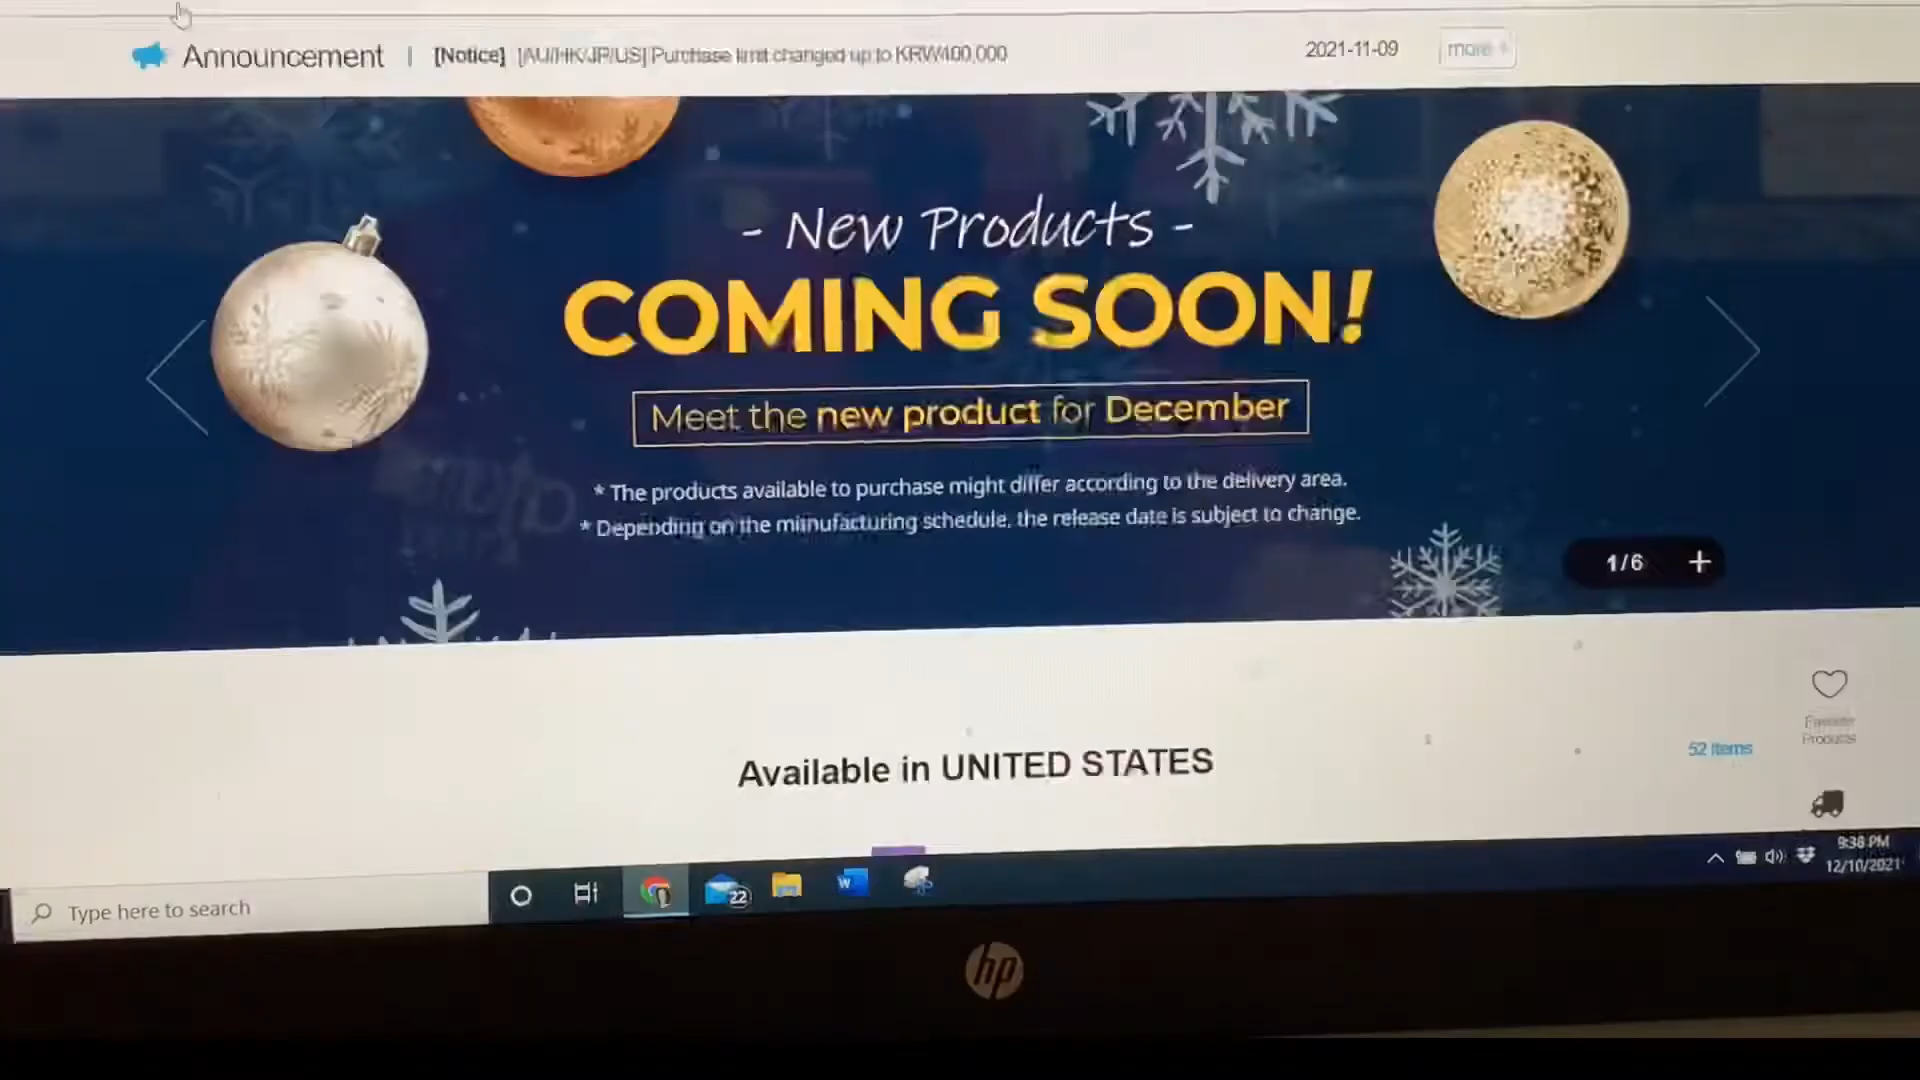 Announcement | [Notice] [AU/HK/JP/US] Purchase limit changed up to KRW400,000 2021-11-09 more +
- New Products -
COMING SOON!
Meet the new product for December
* The products available to purchase might differ according to the delivery area.
* Depending on the manufacturing schedule, the release date is subject to change.
1/6 +
Available in UNITED STATES
52 items
Favorite
Products
Type here to search
22
W
9:38 PM
12/10/2021
hp